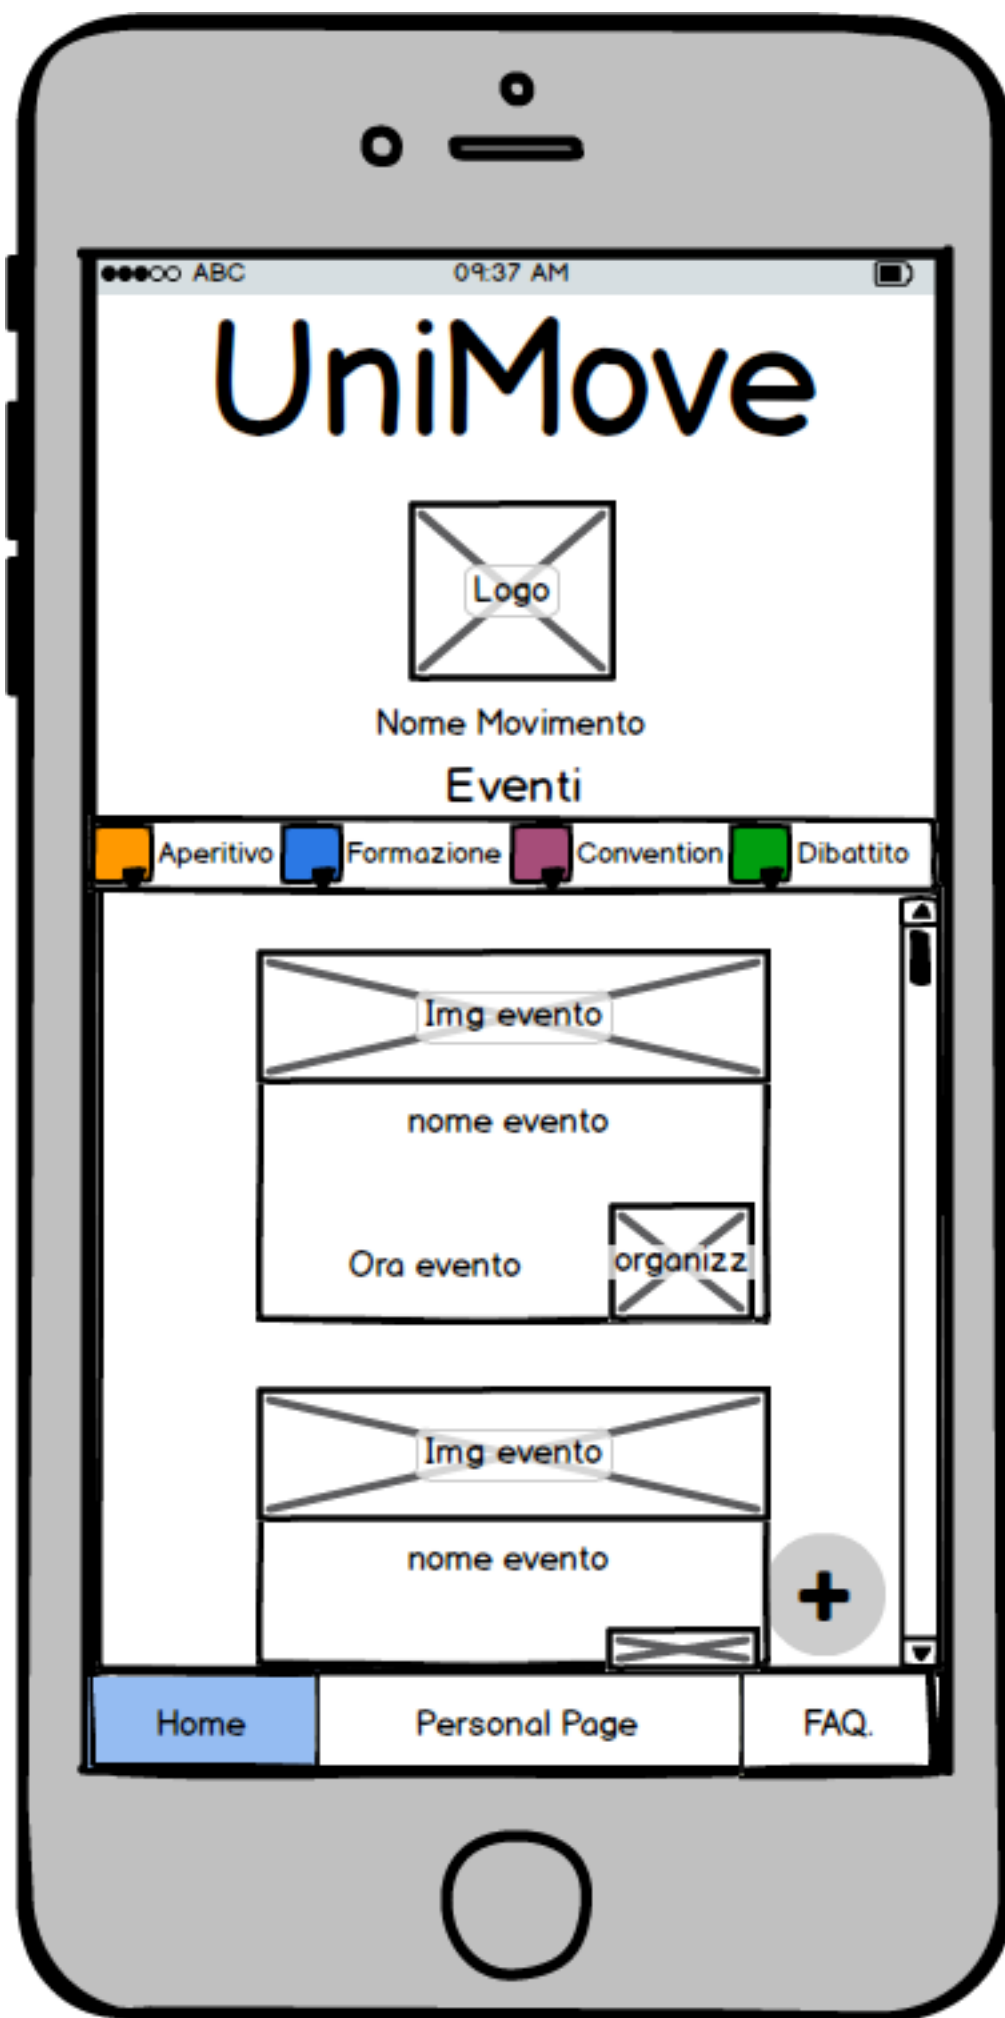 ABC 09:37 AM
UniMove
Logo
Nome Movimento
Eventi
Aperitivo Formazione Convention Dibattito
Img evento
nome evento
Ora evento organizz
Img evento
nome evento
+
Home Personal Page FAQ.